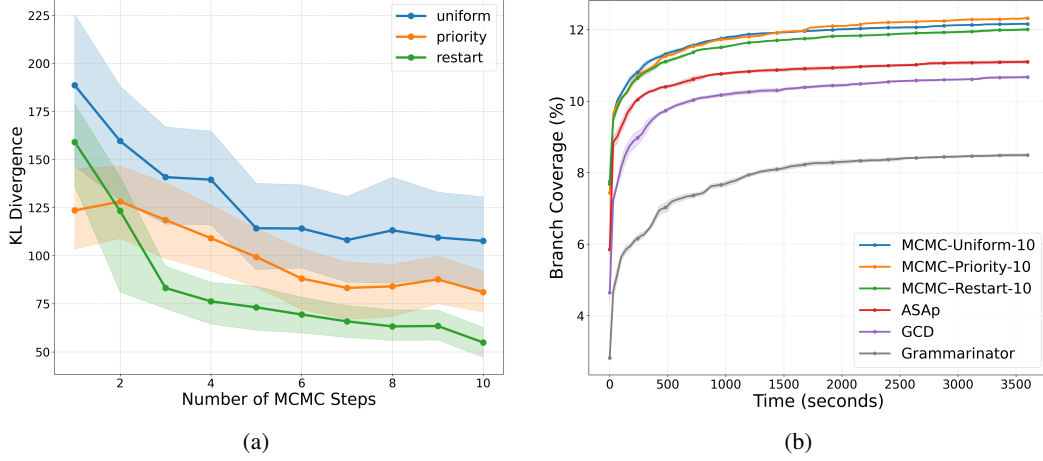 225
200
175
150
125
100
75
50
KL Divergence
2
4
6
8
10
Number of MCMC Steps
uniform
priority
restart
(a)
12
10
8
6
4
Branch Coverage (%)
0
500
1000
1500
2000
2500
3000
3500
Time (seconds)
MCMC-Uniform-10
MCMC–Priority-10
MCMC–Restart-10
ASAp
GCD
Grammarinator
(b)